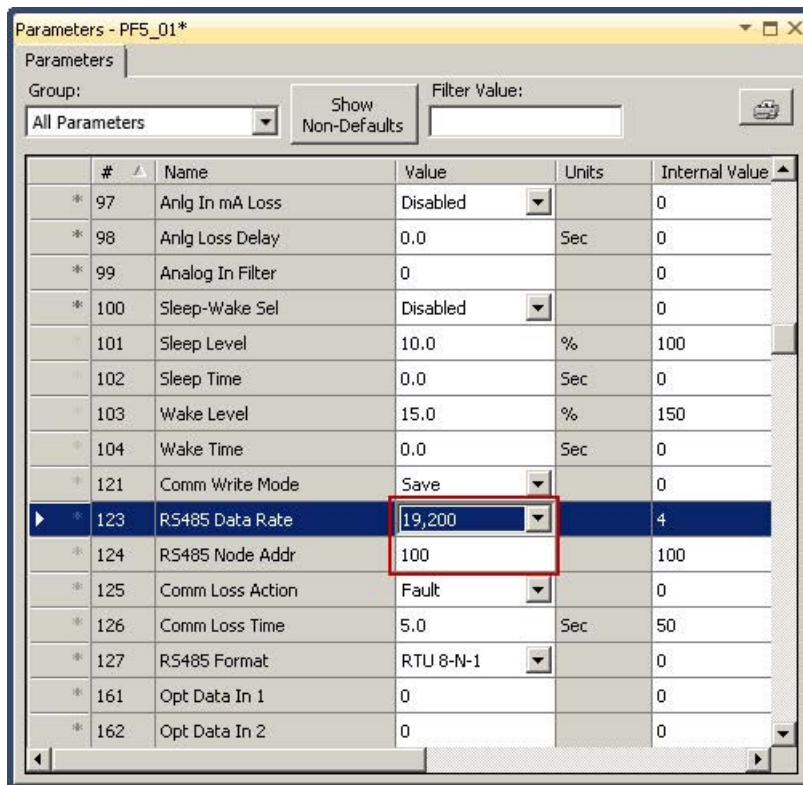 Parameters - PF5_01*
Parameters
Group:
Show Non-Defaults
Filter Value:
All Parameters
# Name Value Units Internal Value
* 97 Anlg In mA Loss Disabled 0
* 98 Anlg Loss Delay 0.0 Sec 0
* 99 Analog In Filter 0 0
* 100 Sleep-Wake Sel Disabled 0
* 101 Sleep Level 10.0 % 100
* 102 Sleep Time 0.0 Sec 0
* 103 Wake Level 15.0 % 150
* 104 Wake Time 0.0 Sec 0
* 121 Comm Write Mode Save 0
* 123 RS485 Data Rate 19,200 4
* 124 RS485 Node Addr 100 100
* 125 Comm Loss Action Fault 0
* 126 Comm Loss Time 5.0 Sec 50
* 127 RS485 Format RTU 8-N-1 0
* 161 Opt Data In 1 0 0
* 162 Opt Data In 2 0 0